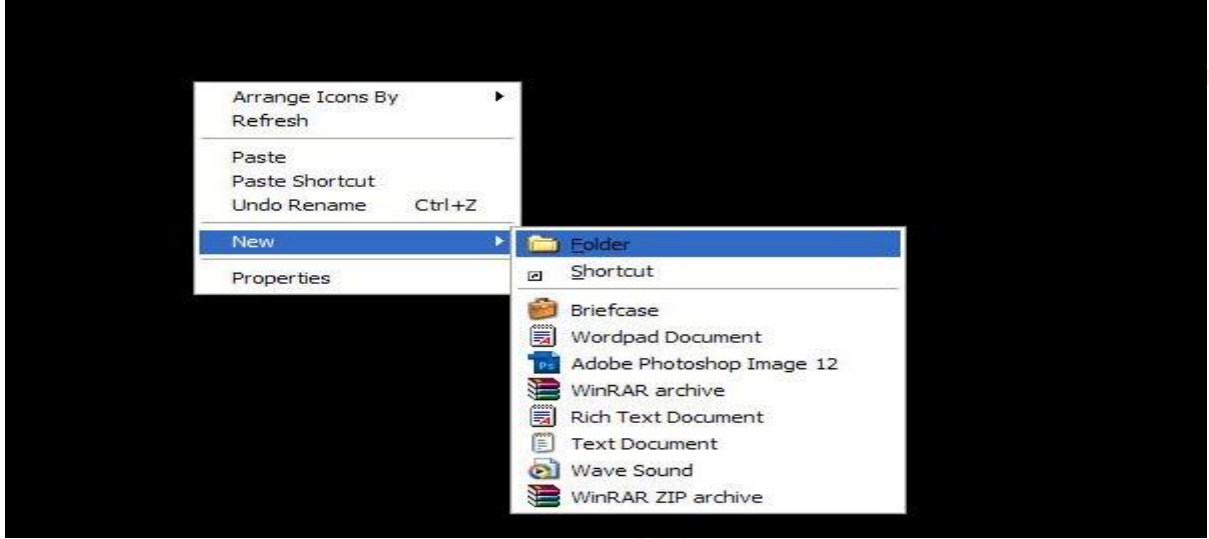 Arrange Icons By
Refresh
Paste
Paste Shortcut
Undo Rename Ctrl+Z
New
Properties
Folder
Shortcut
Briefcase
Wordpad Document
Adobe Photoshop Image 12
WinRAR archive
Rich Text Document
Text Document
Wave Sound
WinRAR ZIP archive